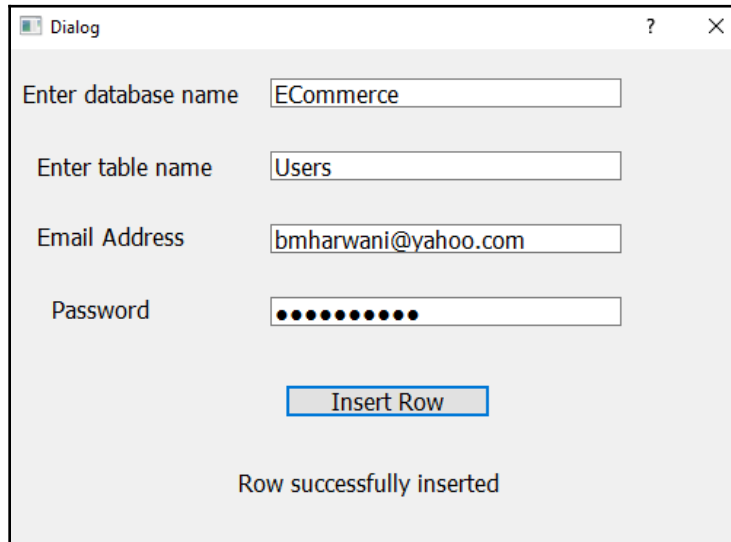 Dialog ?
Enter database name ECommerce
Enter table name Users
Email Address bmharwani@yahoo.com
Password ●●●●●●●●●●
Insert Row
Row successfully inserted